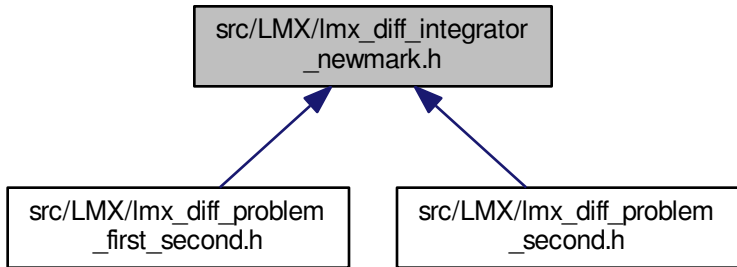 src/LMX/lmx_diff_integrator
_newmark.h
src/LMX/lmx_diff_problem
_first_second.h
src/LMX/lmx_diff_problem
_second.h